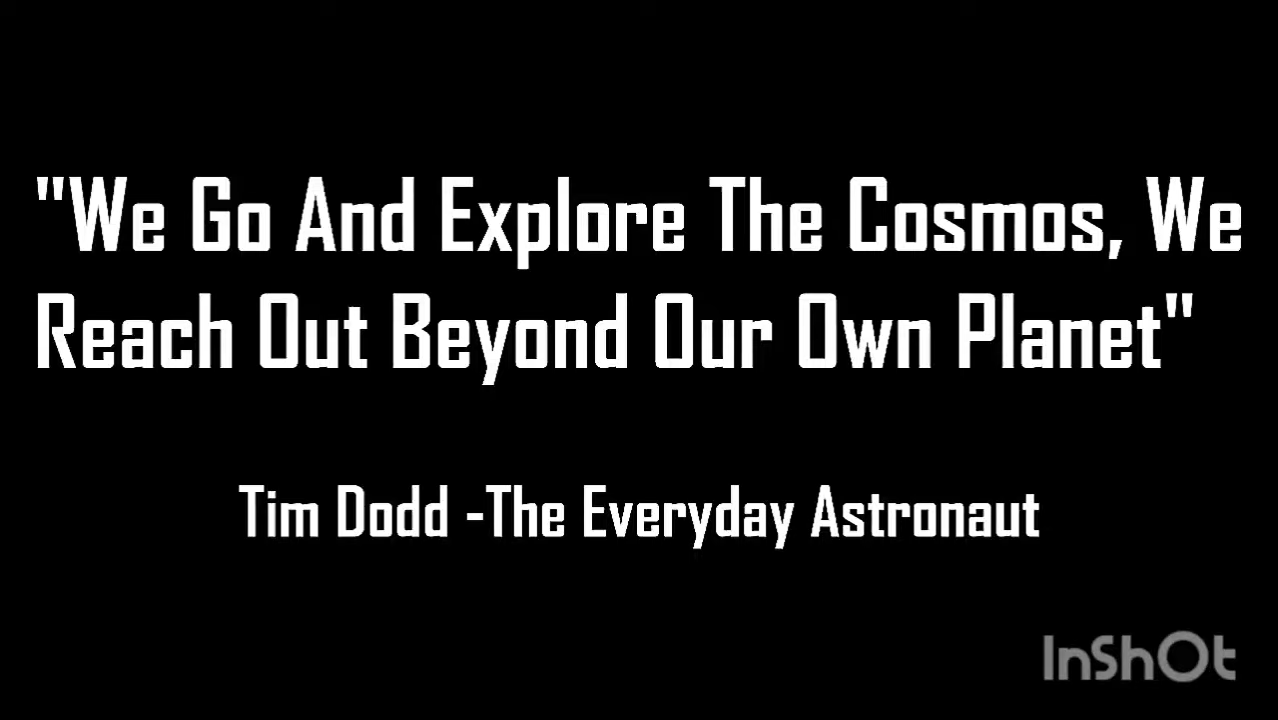 "We Go And Explore The Cosmos, We
Reach Out Beyond Our Own Planet"
Tim Dodd -The Everyday Astronaut
InShOt